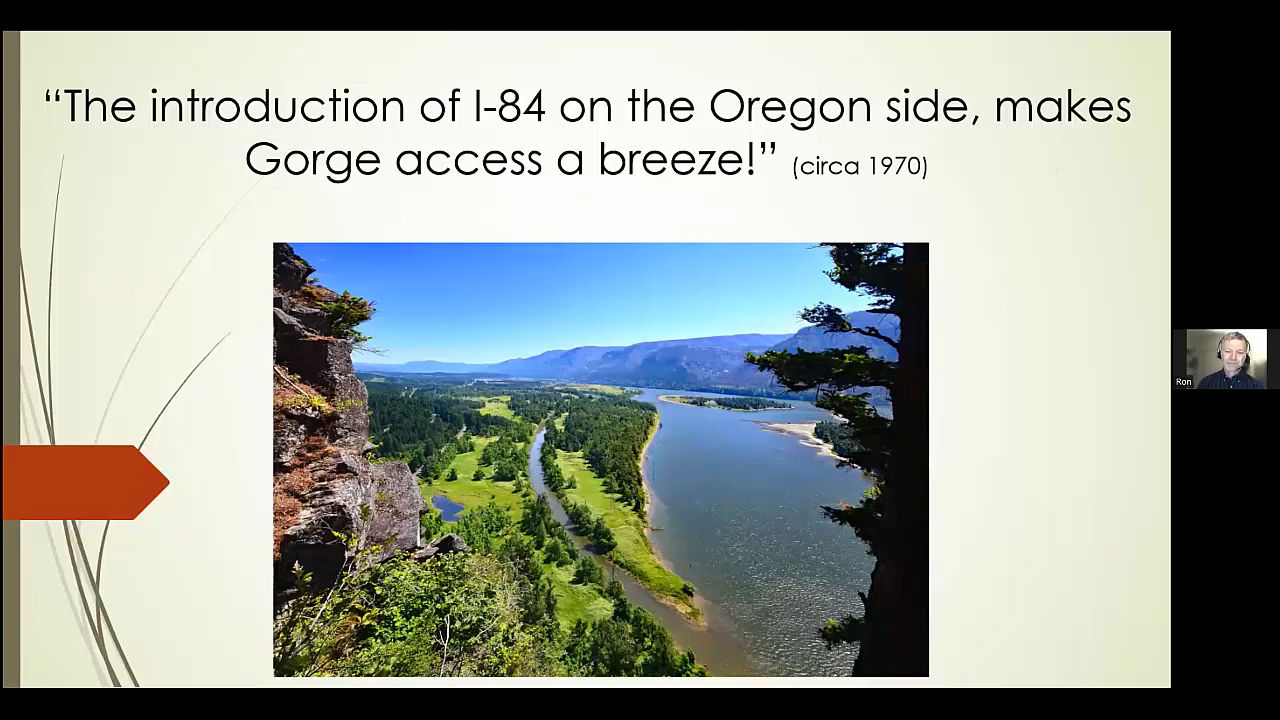 “The introduction of I-84 on the Oregon side, makes
Gorge access a breeze!” (circa 1970)
Ron